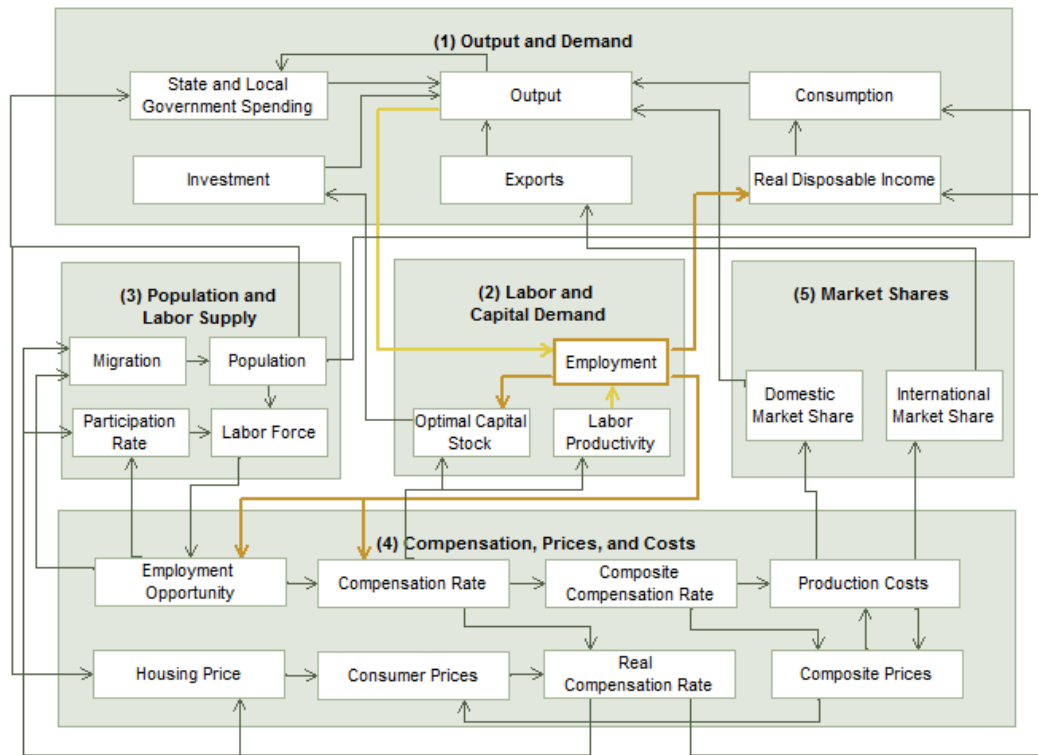 (1) Output and Demand
State and Local
Government Spending
Output
Consumption
Investment
Exports
Real Disposable Income
(3) Population and
Labor Supply
Migration
Population
Participation
Rate
Labor Force
(2) Labor and
Capital Demand
Employment
Optimal Capital
Stock
Labor
Productivity
(5) Market Shares
Domestic
Market Share
International
Market Share
(4) Compensation, Prices, and Costs
Employment
Opportunity
Compensation Rate
Composite
Compensation Rate
Production Costs
Housing Price
Consumer Prices
Real
Compensation Rate
Composite Prices